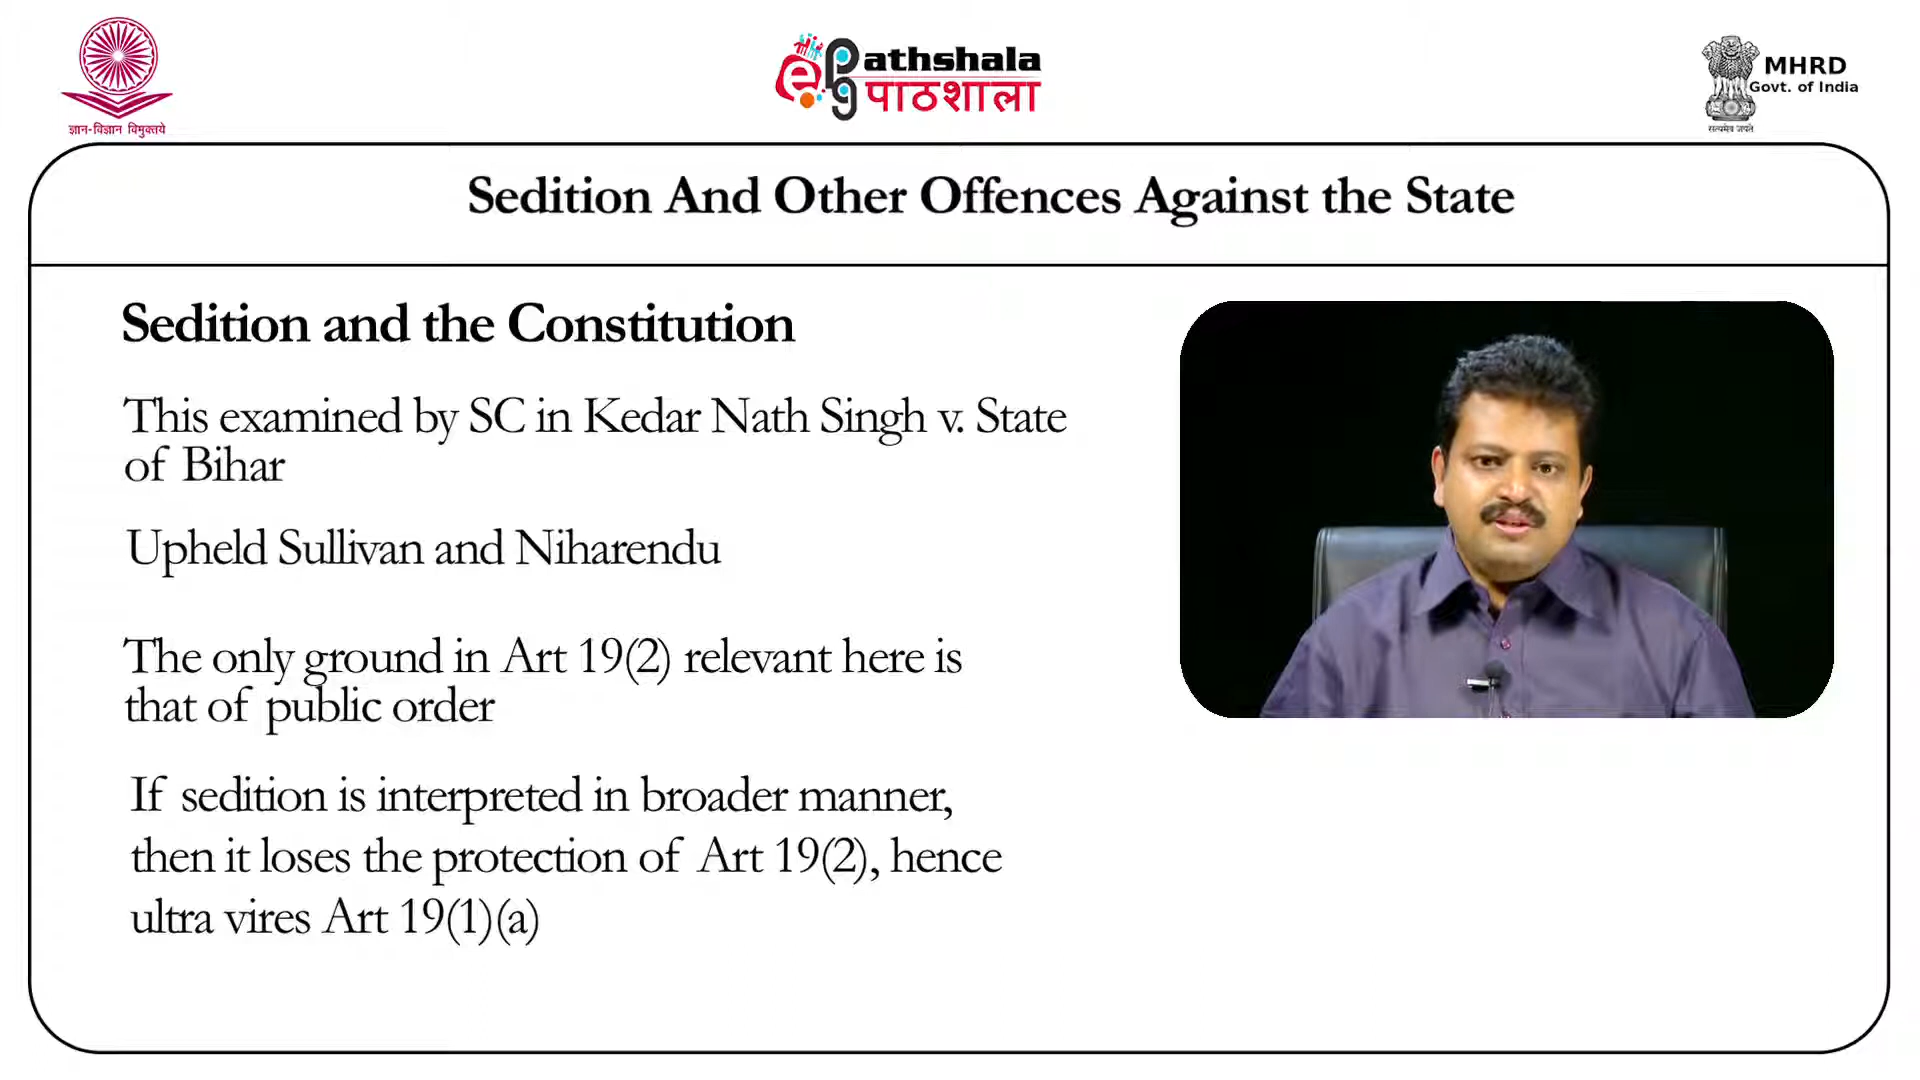 ज्ञान-विज्ञान विमुक्तये
ePathshala
पाठशाला
MHRD
Govt. of India
सत्यमेव जयते
Sedition And Other Offences Against the State
Sedition and the Constitution
This examined by SC in Kedar Nath Singh v. State
of Bihar
Upheld Sullivan and Niharendu
The only ground in Art 19(2) relevant here is
that of public order
If sedition is interpreted in broader manner,
then it loses the protection of Art 19(2), hence
ultra vires Art 19(1)(a)